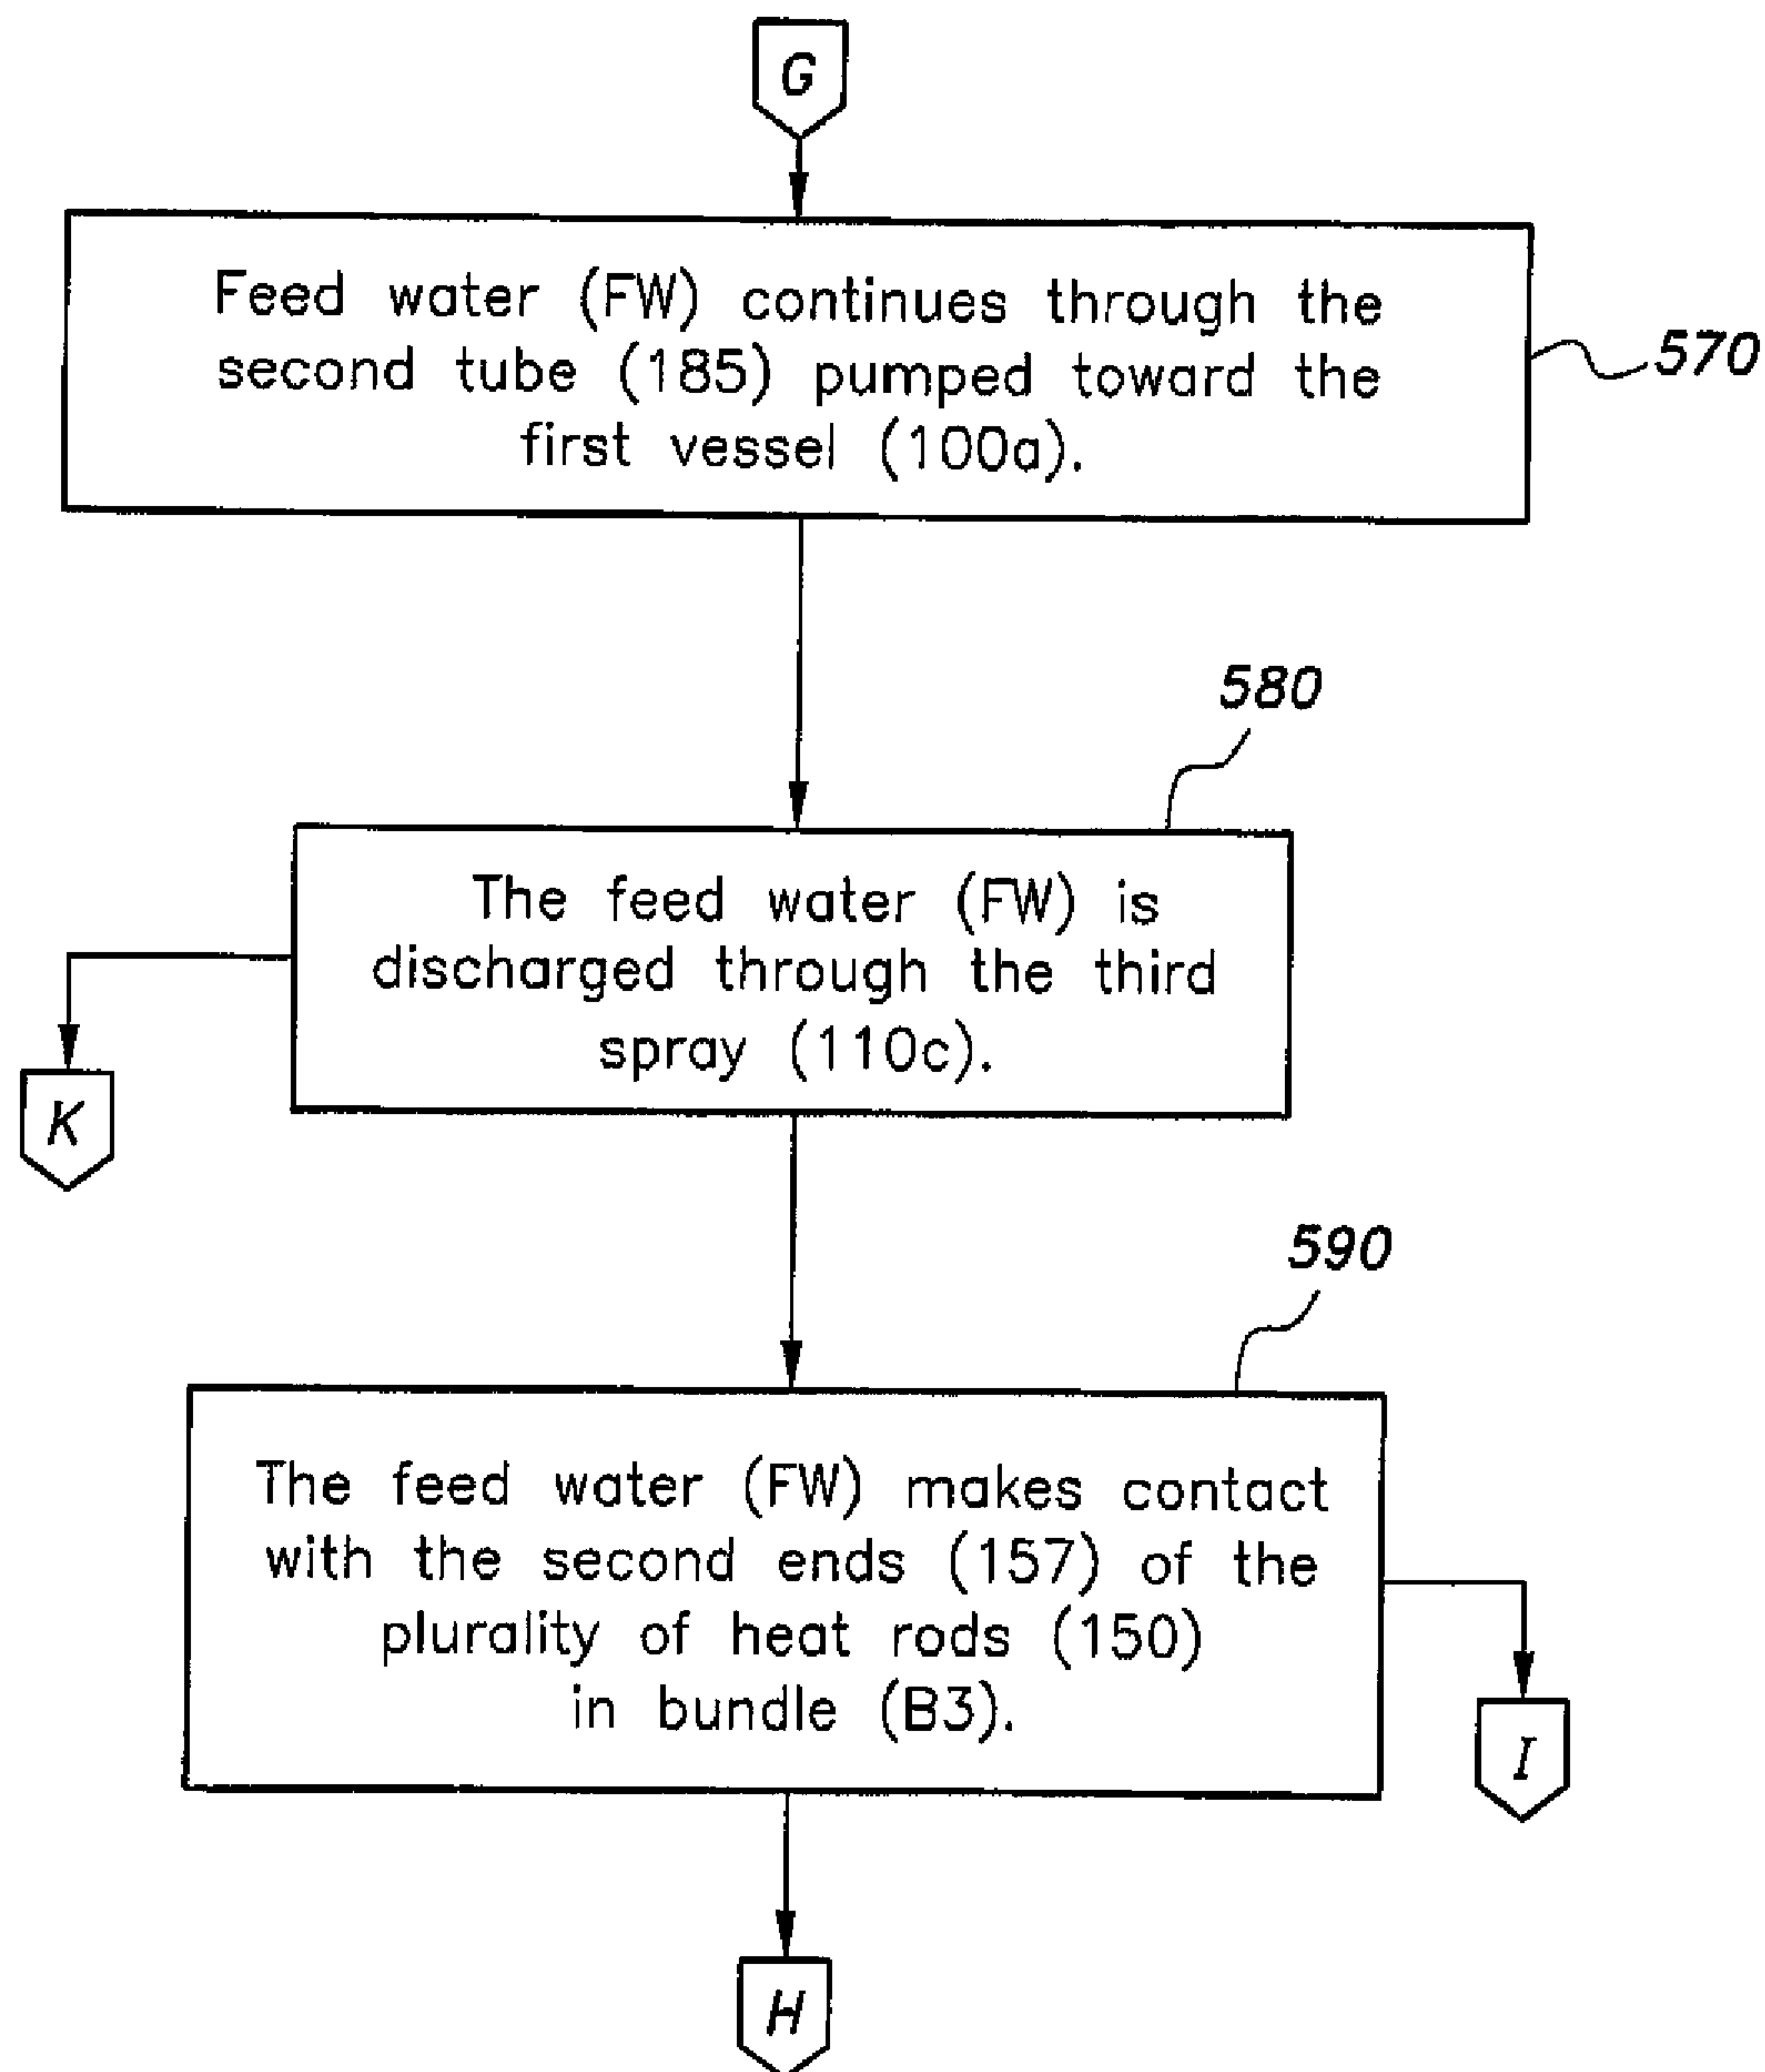 G
Feed water (FW) continues through the
second tube (185) pumped toward the
first vessel (100a).
570
580
The feed water (FW) is
discharged through the third
spray (110c).
K
590
The feed water (FW) makes contact
with the second ends (157) of the
plurality of heat rods (150)
in bundle (B3).
I
H